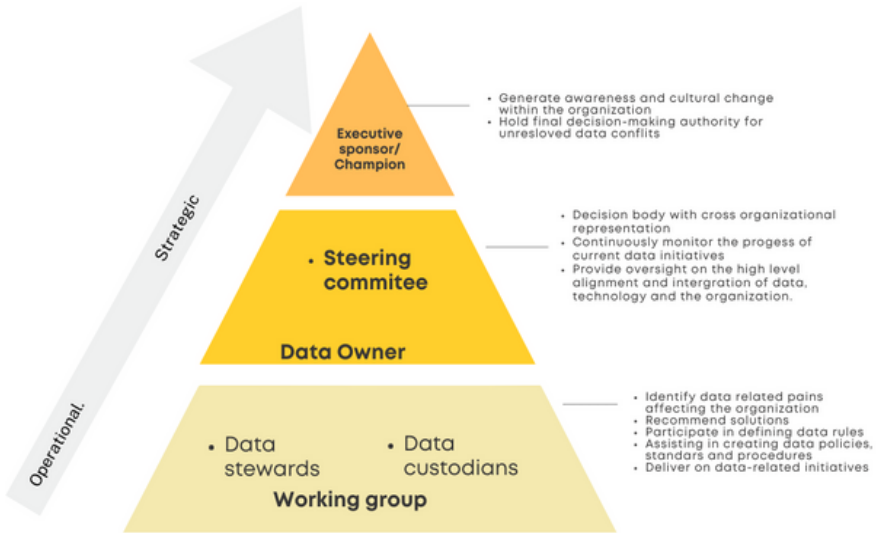 Strategic
Operational.
Executive
sponsor/
Champion
• Generate awareness and cultural change
within the organization
• Hold final decision-making authority for
unresloved data conflicts
• Steering
commitee
Data Owner
• Decision body with cross organizational
representation
• Continuously monitor the progess of
current data initiatives
• Provide oversight on the high level
alignment and intergration of data,
technology and the organization.
• Data
stewards
• Data
custodians
Working group
• Identify data related pains
affecting the organization
• Recommend solutions
• Participate in defining data rules
• Assisting in creating data policies,
standars and procedures
• Deliver on data-related initiatives